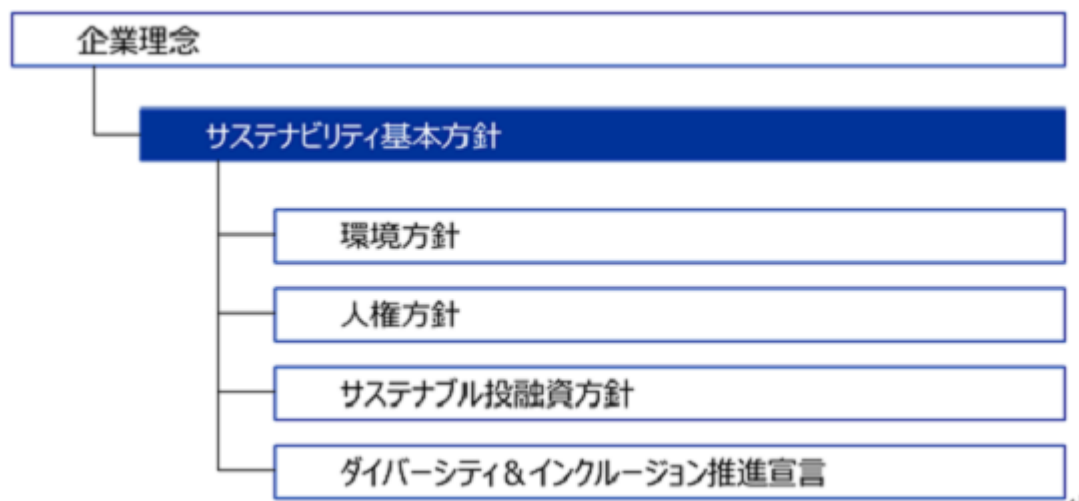 企業理念
サステナビリティ基本方針
環境方針
人権方針
サステナブル投融資方針
ダイバーシティ&インクルージョン推進宣言